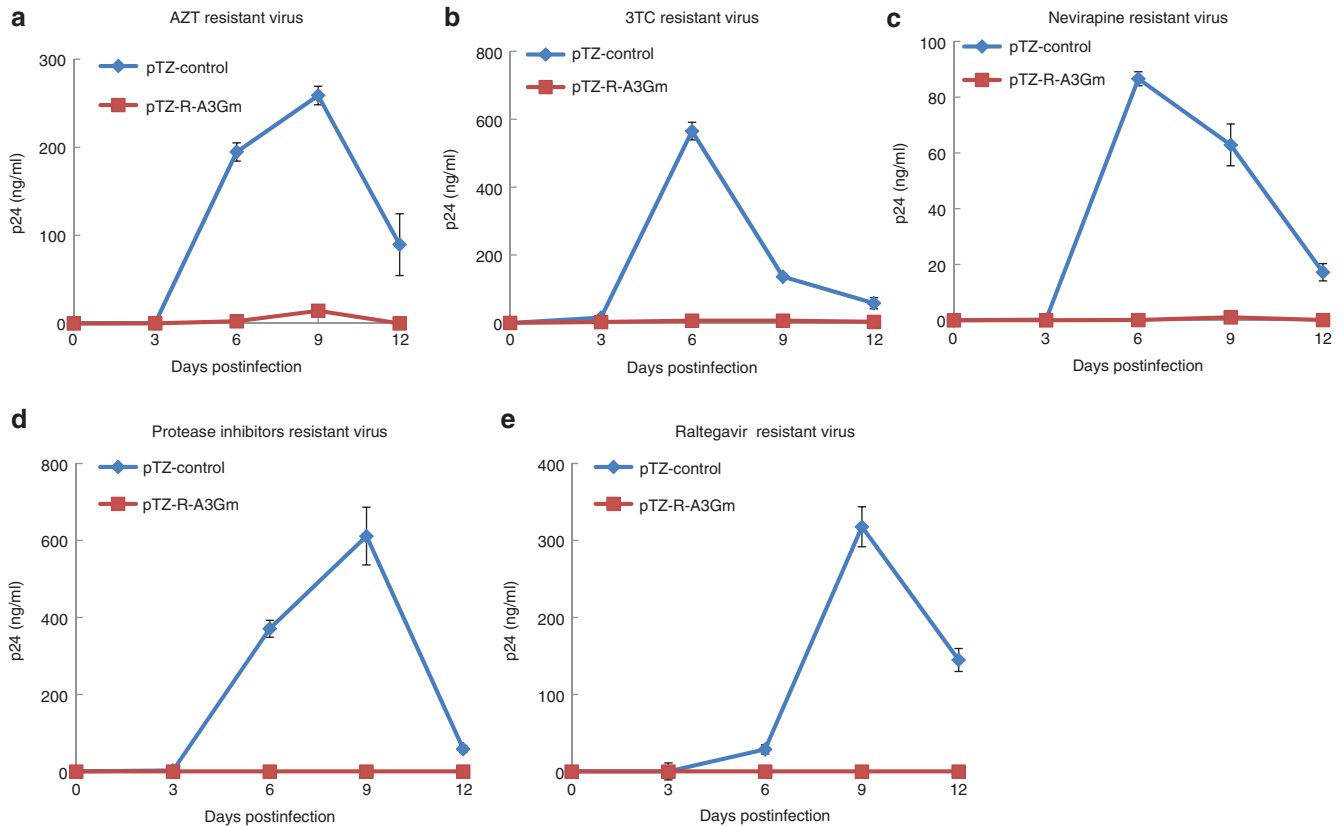 a
AZT resistant virus
300
200
100
0
p24 (ng/ml)
pTZ-control
pTZ-R-A3Gm
0 3 6 9 12
Days postinfection
b
3TC resistant virus
800
600
400
200
0
p24 (ng/ml)
pTZ-control
pTZ-R-A3Gm
0 3 6 9 12
Days postinfection
c
Nevirapine resistant virus
100
80
60
40
20
0
p24 (ng/ml)
pTZ-control
pTZ-R-A3Gm
0 3 6 9 12
Days postinfection
d
Protease inhibitors resistant virus
800
600
400
200
0
p24 (ng/ml)
pTZ-control
pTZ-R-A3Gm
0 3 6 9 12
Days postinfection
e
Raltegavir resistant virus
400
300
200
100
0
p24 (ng/ml)
pTZ-control
pTZ-R-A3Gm
0 3 6 9 12
Days postinfection